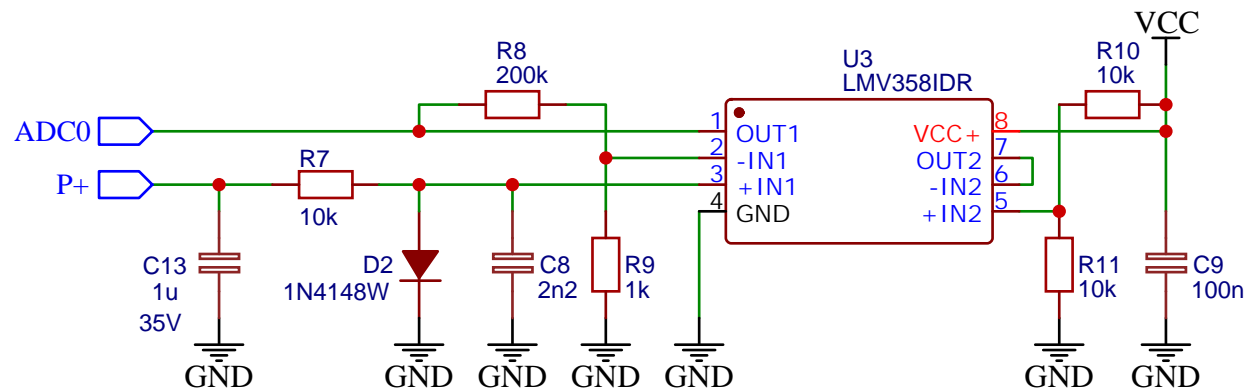 VCC
R8
200k
U3
LMV358IDR
R10
10k
ADC0
1
OUT1
VCC+
8
2
-IN1
OUT2
7
P+
R7
10k
3
+IN1
-IN2
6
4
GND
+IN2
5
C13
1u
35V
D2
1N4148W
C8
2n2
R9
1k
R11
10k
C9
100n
GND
GND
GND
GND
GND
GND
GND